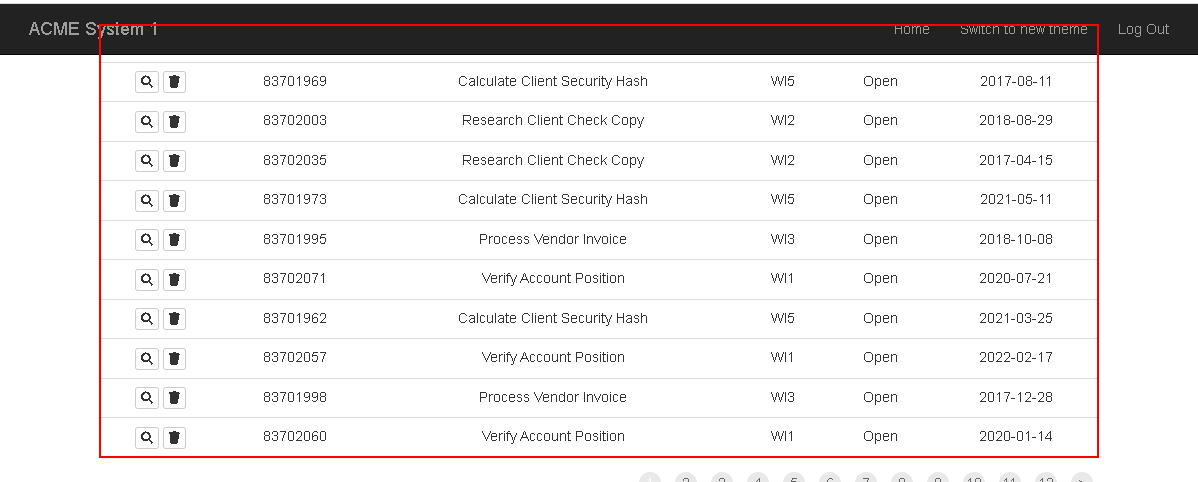 ACME System 1 Home Switch to new theme Log Out
83701969 Calculate Client Security Hash WI5 Open 2017-08-11
83702003 Research Client Check Copy WI2 Open 2018-08-29
83702035 Research Client Check Copy WI2 Open 2017-04-15
83701973 Calculate Client Security Hash WI5 Open 2021-05-11
83701995 Process Vendor Invoice WI3 Open 2018-10-08
83702071 Verify Account Position WI1 Open 2020-07-21
83701962 Calculate Client Security Hash WI5 Open 2021-03-25
83702057 Verify Account Position WI1 Open 2022-02-17
83701998 Process Vendor Invoice WI3 Open 2017-12-28
83702060 Verify Account Position WI1 Open 2020-01-14
1 2 3 4 5 6 7 8 9 10 11 12 >